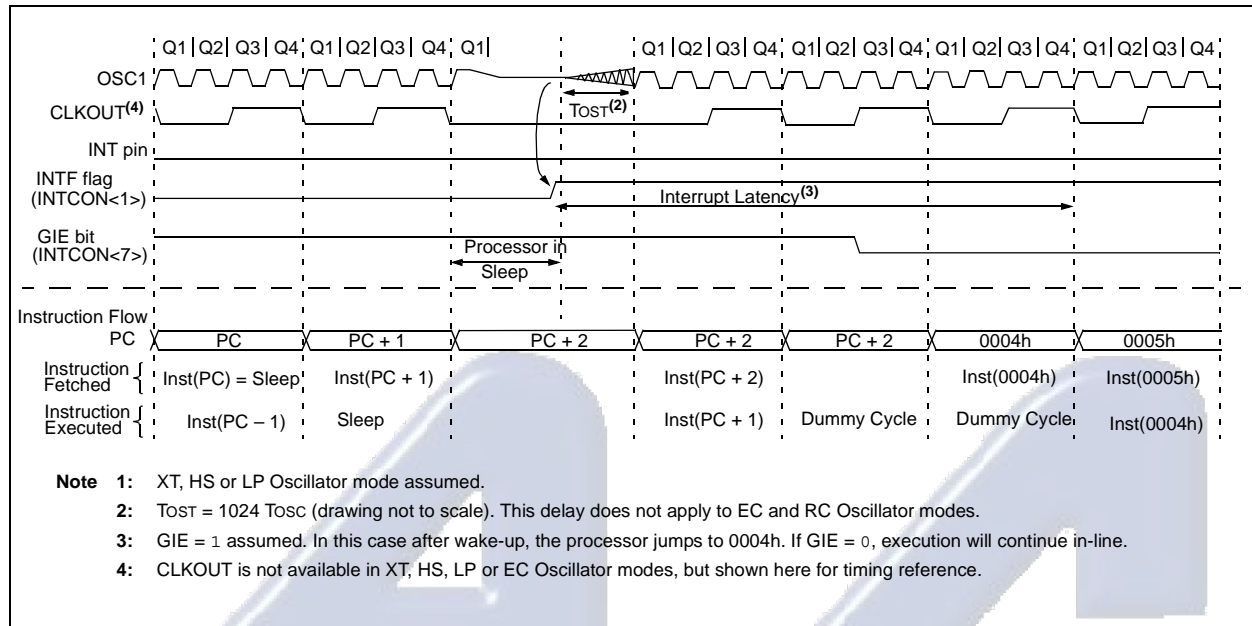 Q1 | Q2 | Q3 | Q4 | Q1 | Q2 | Q3 | Q4 | Q1 | Q1 | Q2 | Q3 | Q4 | Q1 | Q2 | Q3 | Q4 | Q1 | Q2 | Q3 | Q4 | Q1 | Q2 | Q3 | Q4
OSC1
CLKOUT(4) TOST(2)
INT pin
INTF flag
(INTCON<1>) Interrupt Latency(3)
GIE bit
(INTCON<7>) Processor in
Sleep
Instruction Flow
PC PC PC + 1 PC + 2 PC + 2 PC + 2 0004h 0005h
Instruction
Fetched { Inst(PC) = Sleep Inst(PC + 1) Inst(PC + 2) Inst(0004h) Inst(0005h)
Instruction
Executed { Inst(PC – 1) Sleep Inst(PC + 1) Dummy Cycle Dummy Cycle Inst(0004h)
Note 1: XT, HS or LP Oscillator mode assumed.
2: TOST = 1024 TOSC (drawing not to scale). This delay does not apply to EC and RC Oscillator modes.
3: GIE = 1 assumed. In this case after wake-up, the processor jumps to 0004h. If GIE = 0, execution will continue in-line.
4: CLKOUT is not available in XT, HS, LP or EC Oscillator modes, but shown here for timing reference.